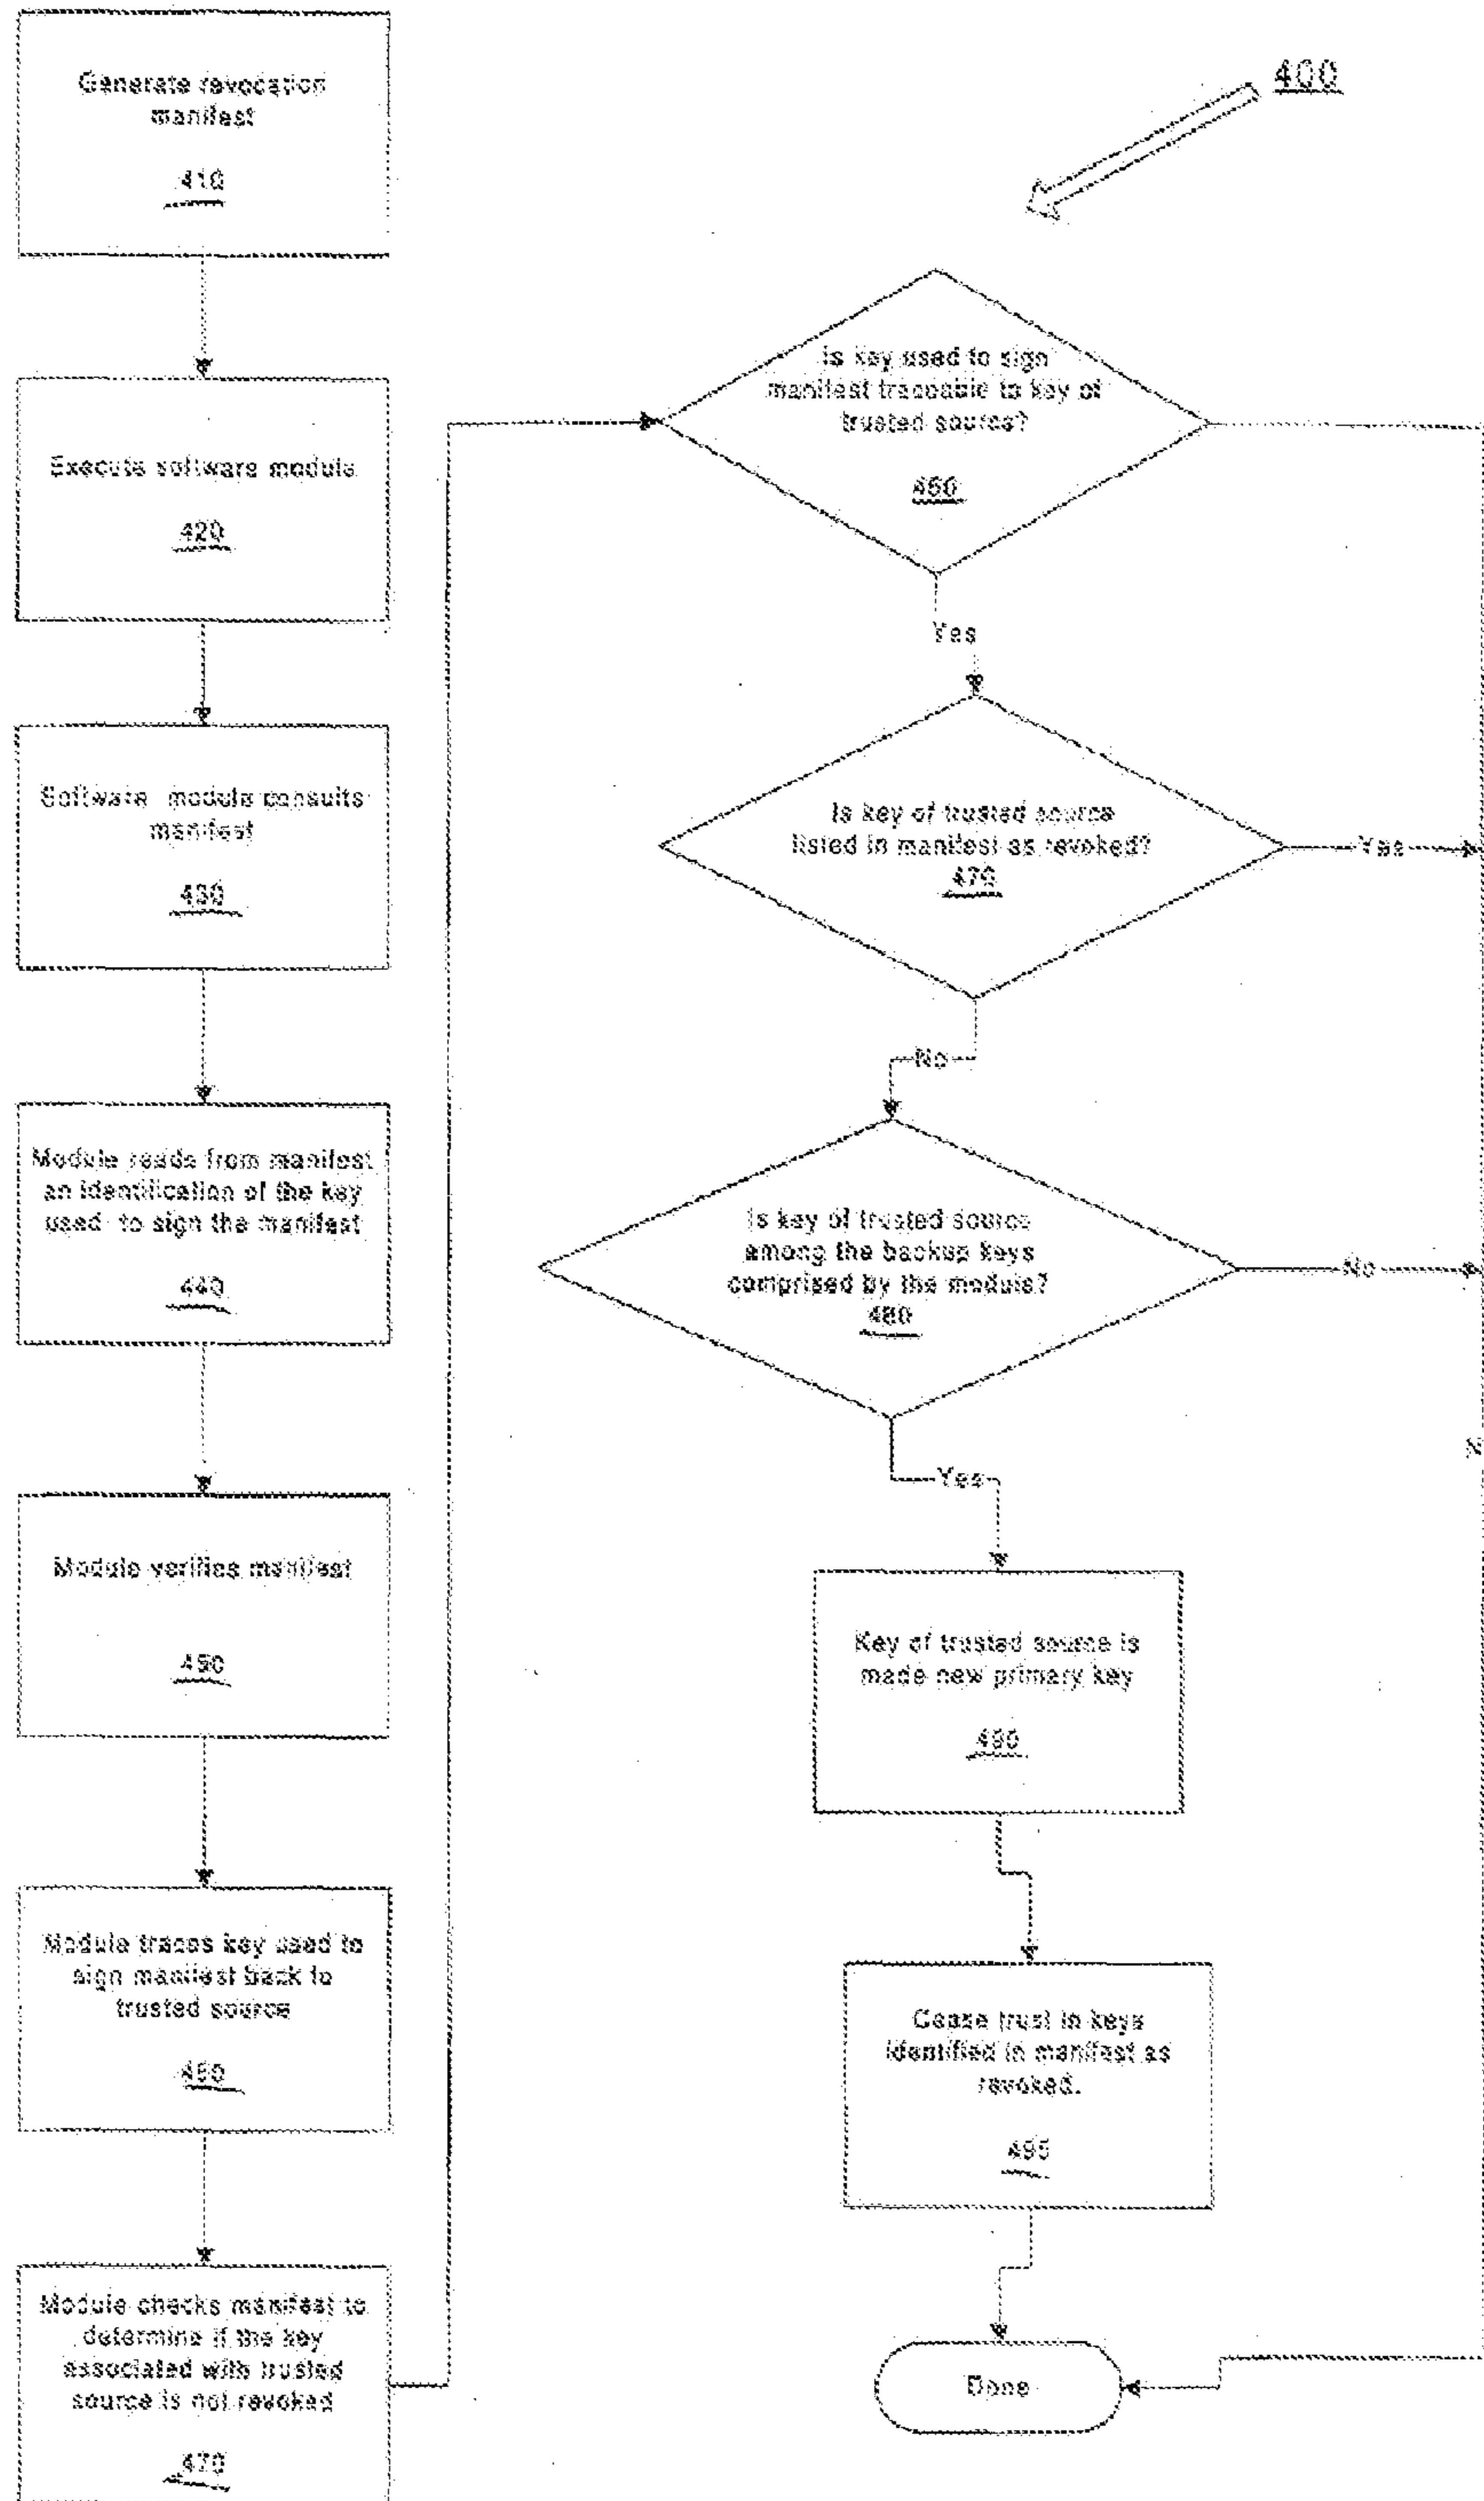 Generate revocation
manifest
410
Execute software module
420
Software module consults
manifest
430
Module reads from manifest
an identification of the key
used to sign the manifest
440
Module verifies manifest
450
Module traces key used to
sign manifest back to
trusted source
460
Module checks manifest to
determine if the key
associated with trusted
source is not revoked
470
400
Is key used to sign
manifest traceable to key of
trusted source?
460
Yes
Is key of trusted source
listed in manifest as revoked?
470
Yes
No
Is key of trusted source
among the backup keys
comprised by the module?
480
No
N
Yes
Key of trusted source is
made new primary key
490
Cease trust in keys
identified in manifest as
revoked.
495
Done